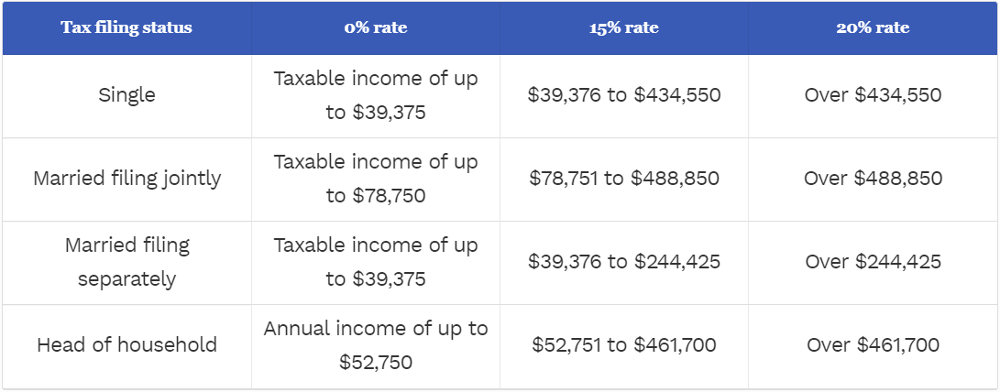 Tax filing status 0% rate 15% rate 20% rate
Single
Taxable income of up
to $39,375
$39,376 to $434,550
Over $434,550
Married filing jointly
Taxable income of up
to $78,750
$78,751 to $488,850
Over $488,850
Married filing
separately
Taxable income of up
to $39,375
$39,376 to $244,425
Over $244,425
Head of household
Annual income of up to
$52,750
$52,751 to $461,700
Over $461,700